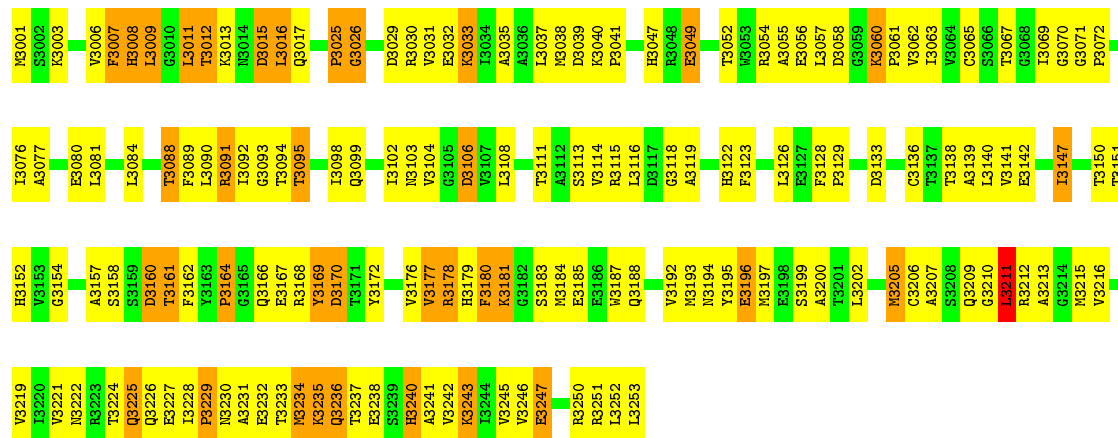 M3001 S3002 K3003 V3006 F3007 H3008 L3009 G3010 L3011 T3012 K3013 N3014 D3015 L3016 Q3017 P3025 G3026 D3029 R3030 V3031 E3032 K3033 I3034 A3035 A3036 L3037 M3038 D3039 K3040 P3041 H3047 R3048 E3049 T3052 W3053 R3054 A3055 E3056 L3057 D3058 G3059 K3060 P3061 V3062 I3063 V3064 C3065 S3066 T3067 G3068 I3069 G3070 G3071 P3072
I3076 A3077 E3080 L3081 L3084 T3088 F3089 L3090 R3091 I3092 G3093 T3094 T3095 I3098 Q3099 I3102 N3103 V3104 G3105 D3106 V3107 L3108 T3111 A3112 S3113 V3114 R3115 L3116 D3117 G3118 A3119 H3122 F3123 L3126 E3127 F3128 P3129 D3133 C3136 T3137 T3138 A3139 L3140 V3141 E3142 I3147 T3150 T3151
H3152 V3153 G3154 A3157 S3158 S3159 D3160 T3161 F3162 Y3163 P3164 G3165 Q3166 E3167 R3168 Y3169 D3170 T3171 Y3172 V3176 V3177 R3178 H3179 F3180 K3181 G3182 S3183 M3184 E3185 E3186 W3187 Q3188 V3192 M3193 N3194 Y3195 E3196 M3197 E3198 S3199 A3200 T3201 L3202 M3205 C3206 A3207 S3208 Q3209 G3210 L3211 R3212 A3213 G3214 M3215 V3216
V3219 I3220 V3221 N3222 R3223 T3224 Q3225 Q3226 E3227 I3228 P3229 N3230 A3231 E3232 T3233 M3234 K3235 Q3236 T3237 E3238 S3239 H3240 A3241 V3242 K3243 I3244 V3245 V3246 E3247 R3250 R3251 L3252 L3253